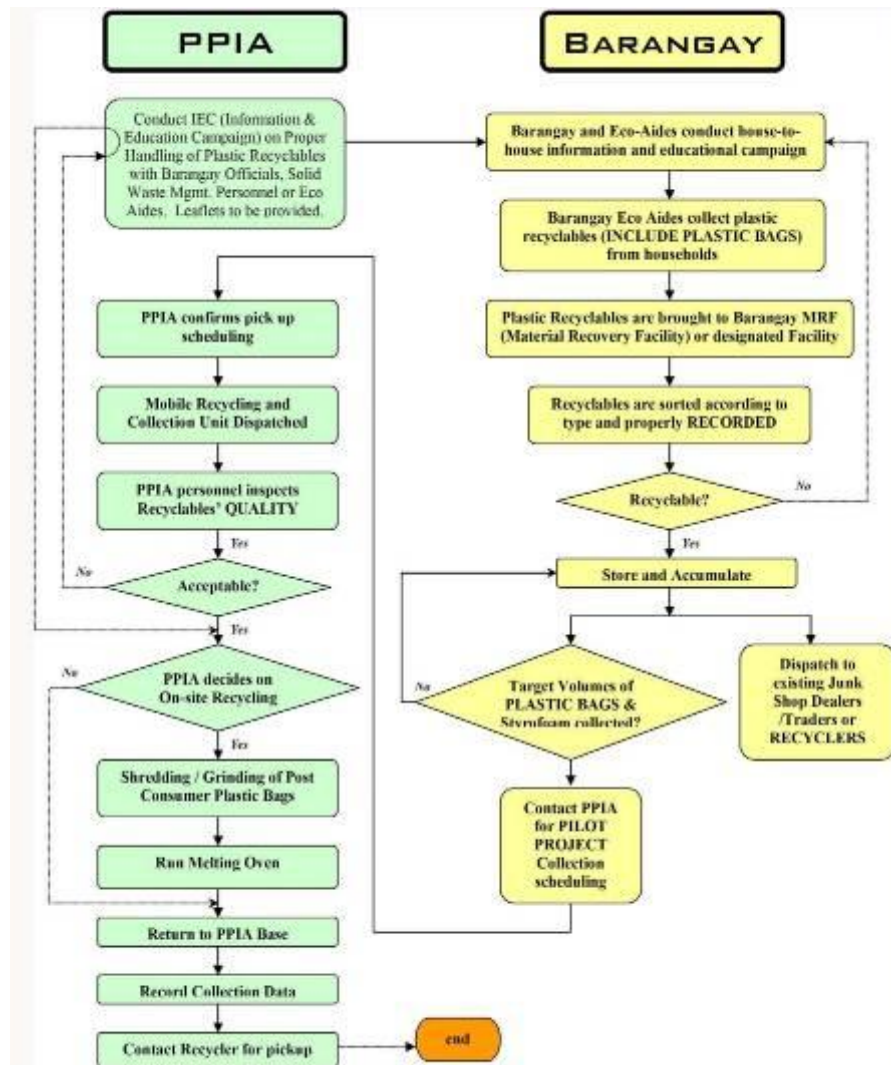 PPIA
Conduct IEC (Information &
Education Campaign) on Proper
Handling of Plastic Recyclables
with Barangay Officials, Solid
Waste Mgmt. Personnel or Eco
Aides. Leaflets to be provided.
PPIA confirms pick up
scheduling
Mobile Recycling and
Collection Unit Dispatched
PPIA personnel inspects
Recyclables' QUALITY
Yes
No
Acceptable?
Yes
No
PPIA decides on
On-site Recycling
Yes
Shredding / Grinding of Post
Consumer Plastic Bags
Run Melting Oven
Return to PPIA Base
Record Collection Data
Contact Recycler for pickup
end
BARANGAY
Barangay and Eco-Aides conduct house-to-
house information and educational campaign
Barangay Eco Aides collect plastic
recyclables (INCLUDE PLASTIC BAGS)
from households
Plastic Recyclables are brought to Barangay MRF
(Material Recovery Facility) or designated Facility
Recyclables are sorted according to
type and properly RECORDED
No
Recyclable?
Yes
Store and Accumulate
No
Target Volumes of
PLASTIC BAGS &
Styrofoam collected?
Dispatch to
existing Junk
Shop Dealers
/Traders or
RECYCLERS
Yes
Contact PPIA
for PILOT
PROJECT
Collection
scheduling